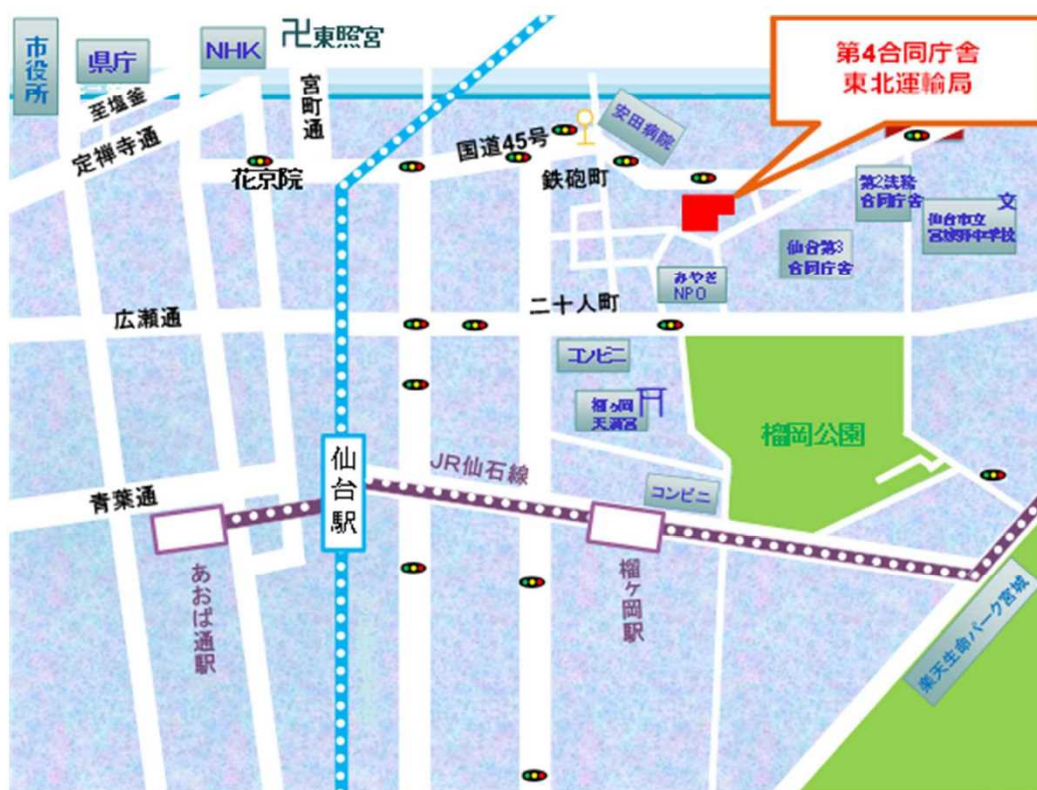 市役所
県庁
NHK
卍東照宮
第4合同庁舎
東北運輸局
至塩釜
定禅寺通
宮町通
花京院
国道45号
安田病院
鉄砲町
第2法務
合同庁舎
文
仙台市立
宮城野中学校
仙台第3
合同庁舎
みやぎ
NPO
広瀬通
二十人町
コンビニ
榴ヶ岡
天満宮
榴岡公園
JR仙石線
仙台駅
青葉通
コンビニ
あおば通駅
榴ヶ岡駅
楽天生命パーク宮城